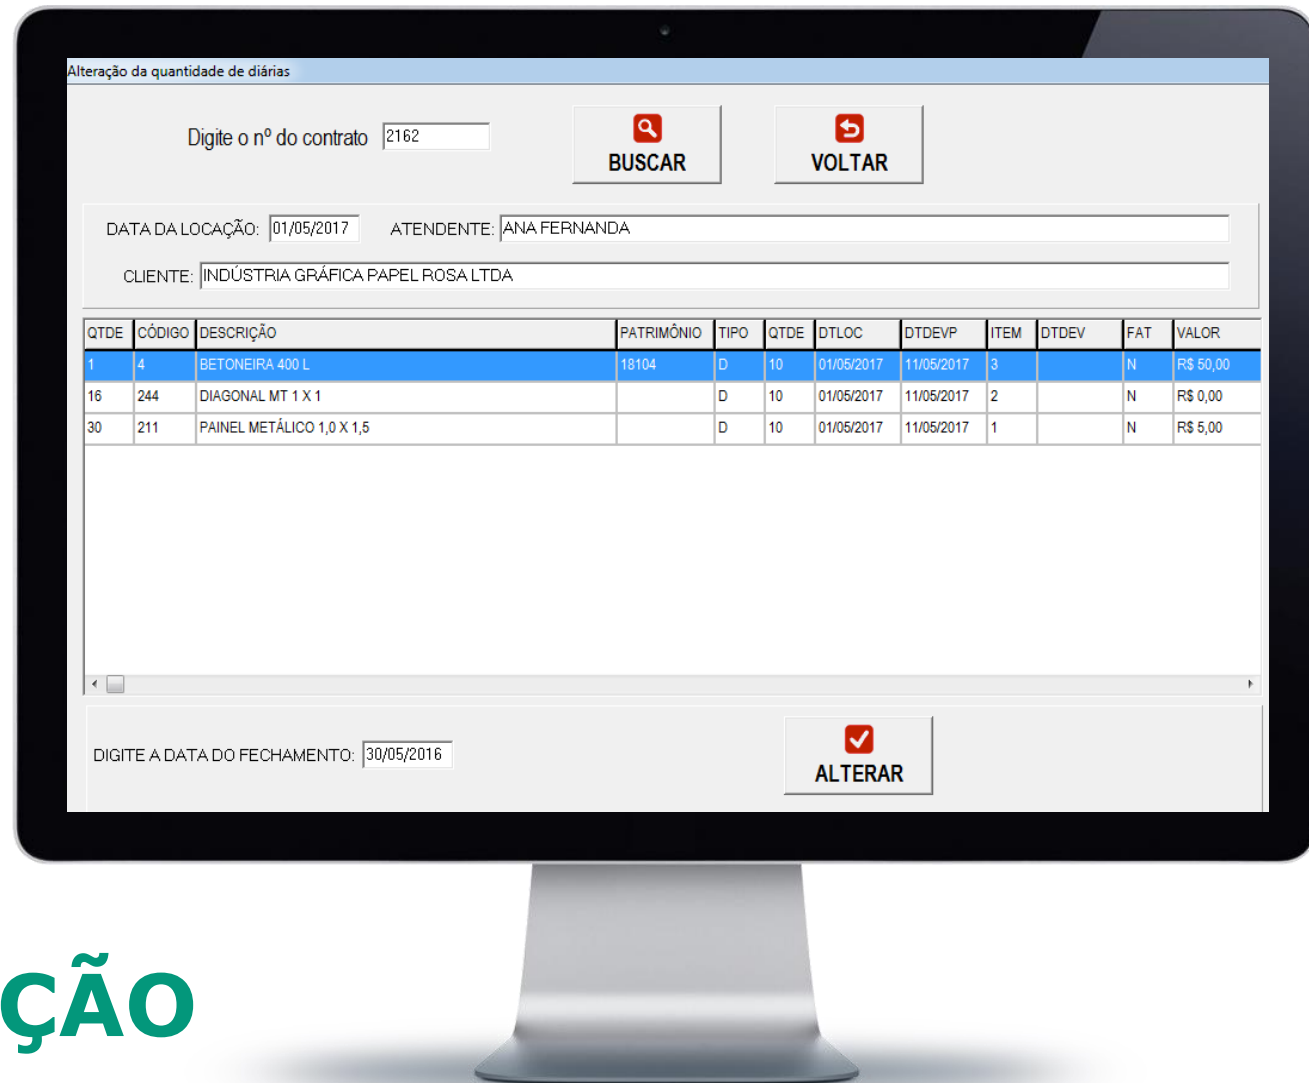 Alteração da quantidade de diárias
Digite o nº do contrato 2162 BUSCAR VOLTAR
DATA DA LOCAÇÃO: 01/05/2017 ATENDENTE: ANA FERNANDA
CLIENTE: INDÚSTRIA GRÁFICA PAPEL ROSA LTDA
QTDE CÓDIGO DESCRIÇÃO PATRIMÔNIO TIPO QTDE DTLOC DTDEVP ITEM DTDEV FAT VALOR
1 4 BETONEIRA 400 L 18104 D 10 01/05/2017 11/05/2017 3 N R$ 50,00
16 244 DIAGONAL MT 1 X 1 D 10 01/05/2017 11/05/2017 2 N R$ 0,00
30 211 PAINEL METÁLICO 1,0 X 1,5 D 10 01/05/2017 11/05/2017 1 N R$ 5,00
DIGITE A DATA DO FECHAMENTO: 30/05/2016 ALTERAR
ÇÃO